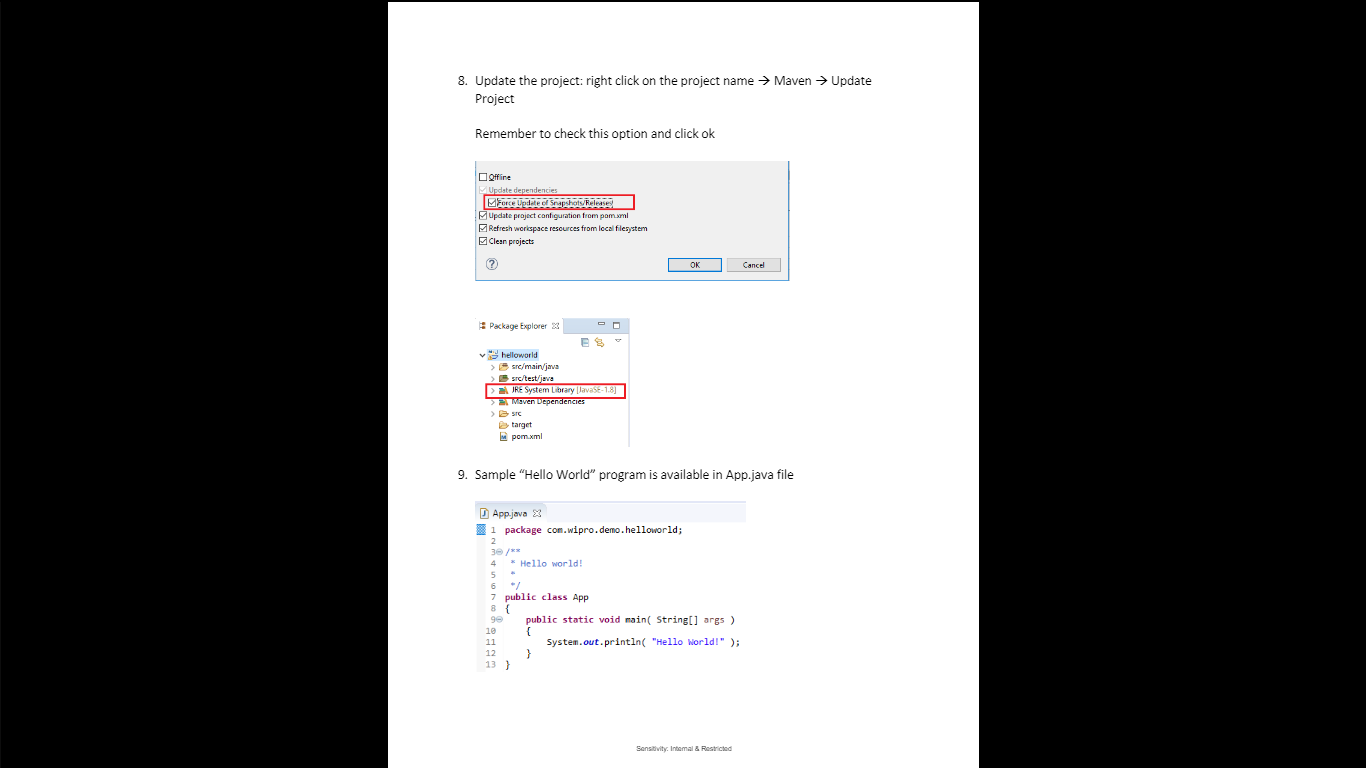 8. Update the project: right click on the project name → Maven → Update
Project
Remember to check this option and click ok
Offline
Update dependencies
Force Update of Snapshots/Releases
Update project configuration from pom.xml
Refresh workspace resources from local filesystem
Clean projects
? OK Cancel
Package Explorer
helloworld
src/main/java
src/test/java
JRE System Library [JavaSE-1.8]
Maven Dependencies
src
target
pom.xml
9. Sample “Hello World” program is available in App.java file
App.java
1 package com.wipro.demo.helloworld;
2
3 /**
4 * Hello world!
5 *
6 */
7 public class App
8 {
9 public static void main( String[] args )
10 {
11 System.out.println( "Hello World!" );
12 }
13 }
Sensitivity: Internal & Restricted